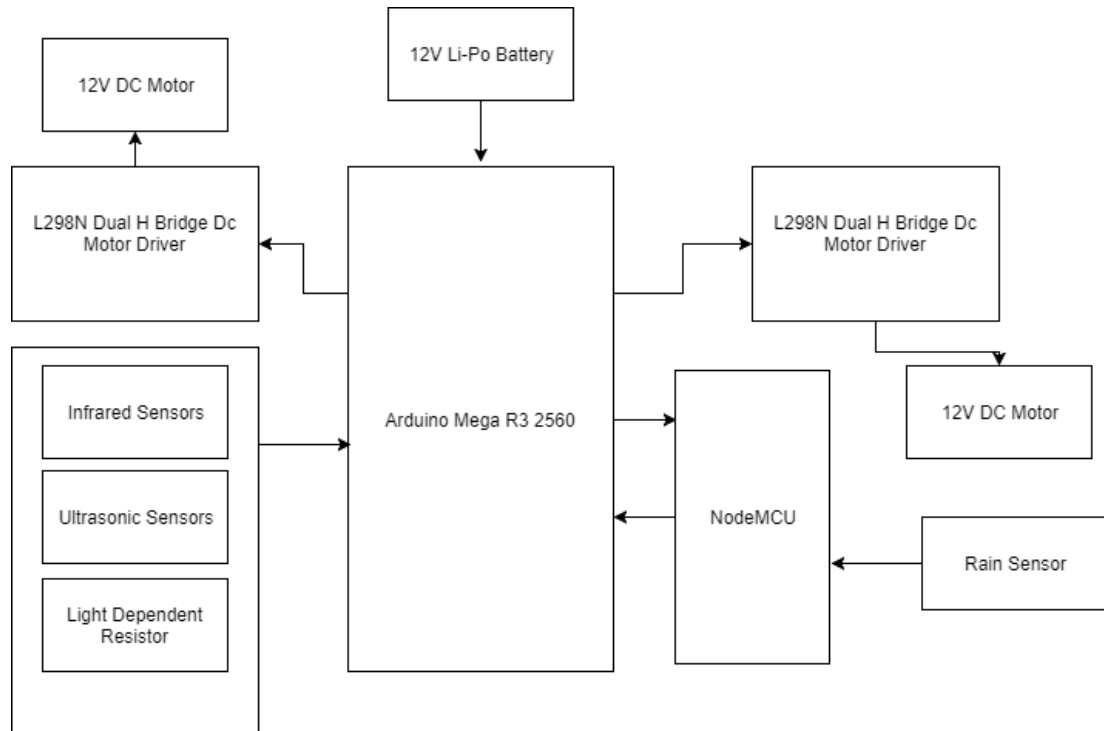 12V DC Motor
12V Li-Po Battery
L298N Dual H Bridge Dc
Motor Driver
L298N Dual H Bridge Dc
Motor Driver
Infrared Sensors
Ultrasonic Sensors
Light Dependent
Resistor
Arduino Mega R3 2560
NodeMCU
12V DC Motor
Rain Sensor